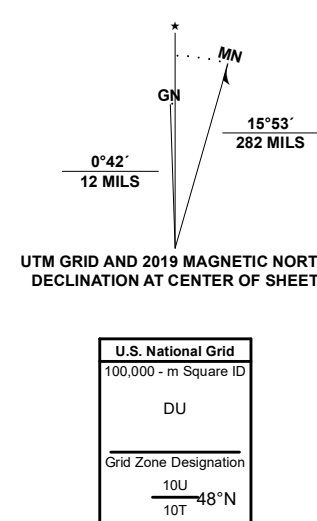 ★
MN
GN
15°53´
282 MILS
0°42´
12 MILS
UTM GRID AND 2019 MAGNETIC NORT
DECLINATION AT CENTER OF SHEET
U.S. National Grid
100,000 - m Square ID
DU
Grid Zone Designation
10U
48°N
10T